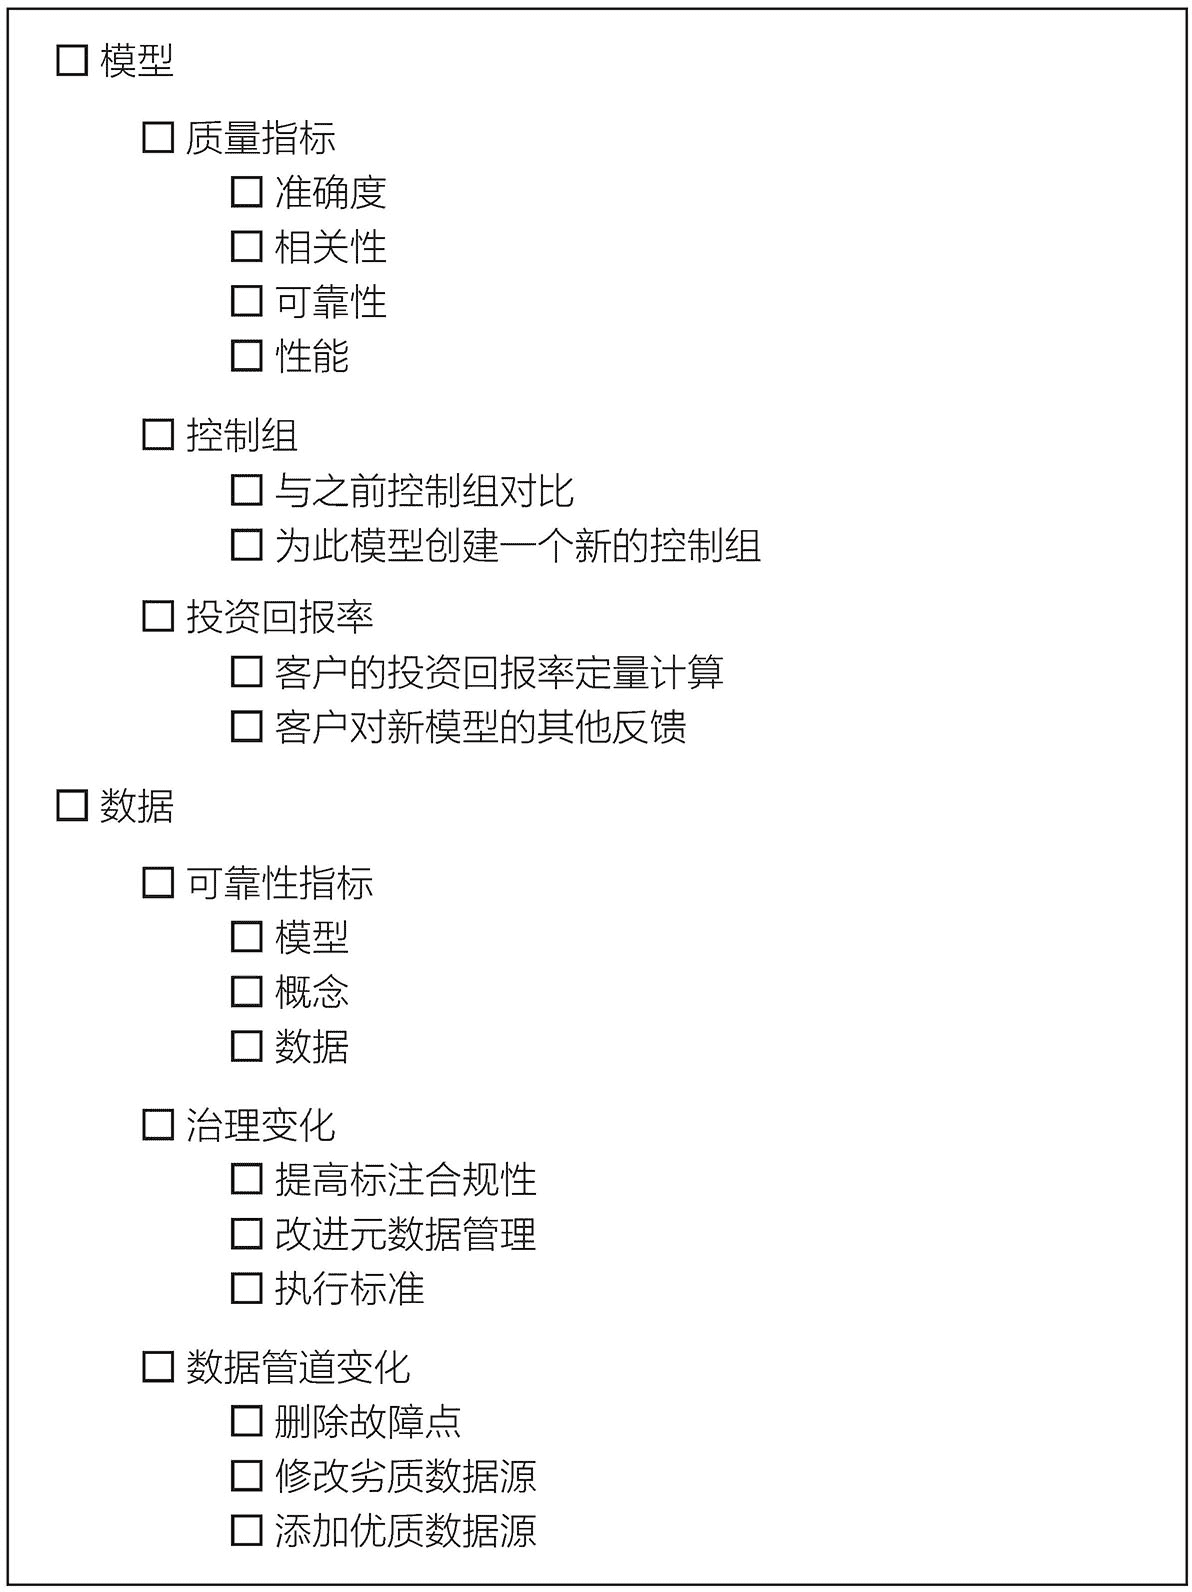 模型
质量指标
准确度
相关性
可靠性
性能
控制组
与之前控制组对比
为此模型创建一个新的控制组
投资回报率
客户的投资回报率定量计算
客户对新模型的其他反馈
数据
可靠性指标
模型
概念
数据
治理变化
提高标注合规性
改进元数据管理
执行标准
数据管道变化
删除故障点
修改劣质数据源
添加优质数据源